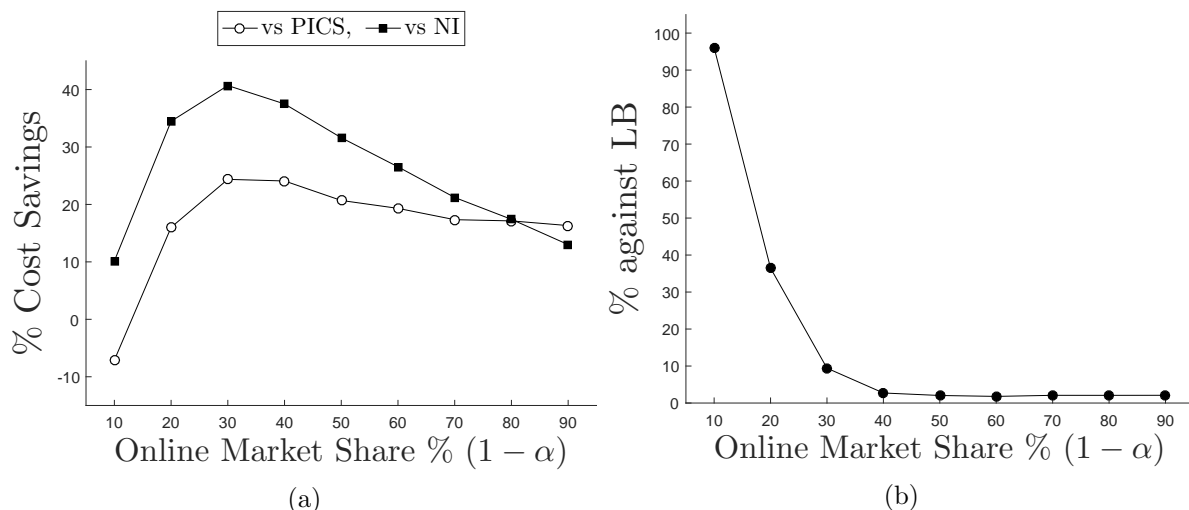 vs PICS, vs NI
% Cost Savings
40
30
20
10
0
-10
10 20 30 40 50 60 70 80 90
Online Market Share % (1 − α)
(a)
% against LB
100
90
80
70
60
50
40
30
20
10
0
10 20 30 40 50 60 70 80 90
Online Market Share % (1 − α)
(b)